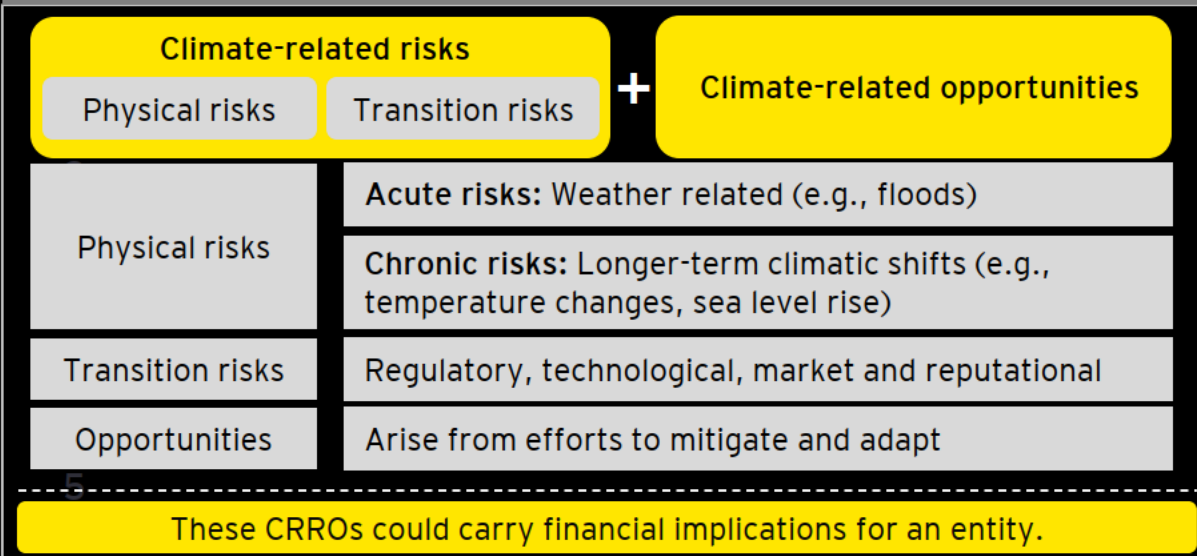 Climate-related risks
Physical risks
Transition risks
+
Climate-related opportunities
Physical risks
Acute risks: Weather related (e.g., floods)
Chronic risks: Longer-term climatic shifts (e.g.,
temperature changes, sea level rise)
Transition risks
Regulatory, technological, market and reputational
Opportunities
Arise from efforts to mitigate and adapt
5
These CRROs could carry financial implications for an entity.